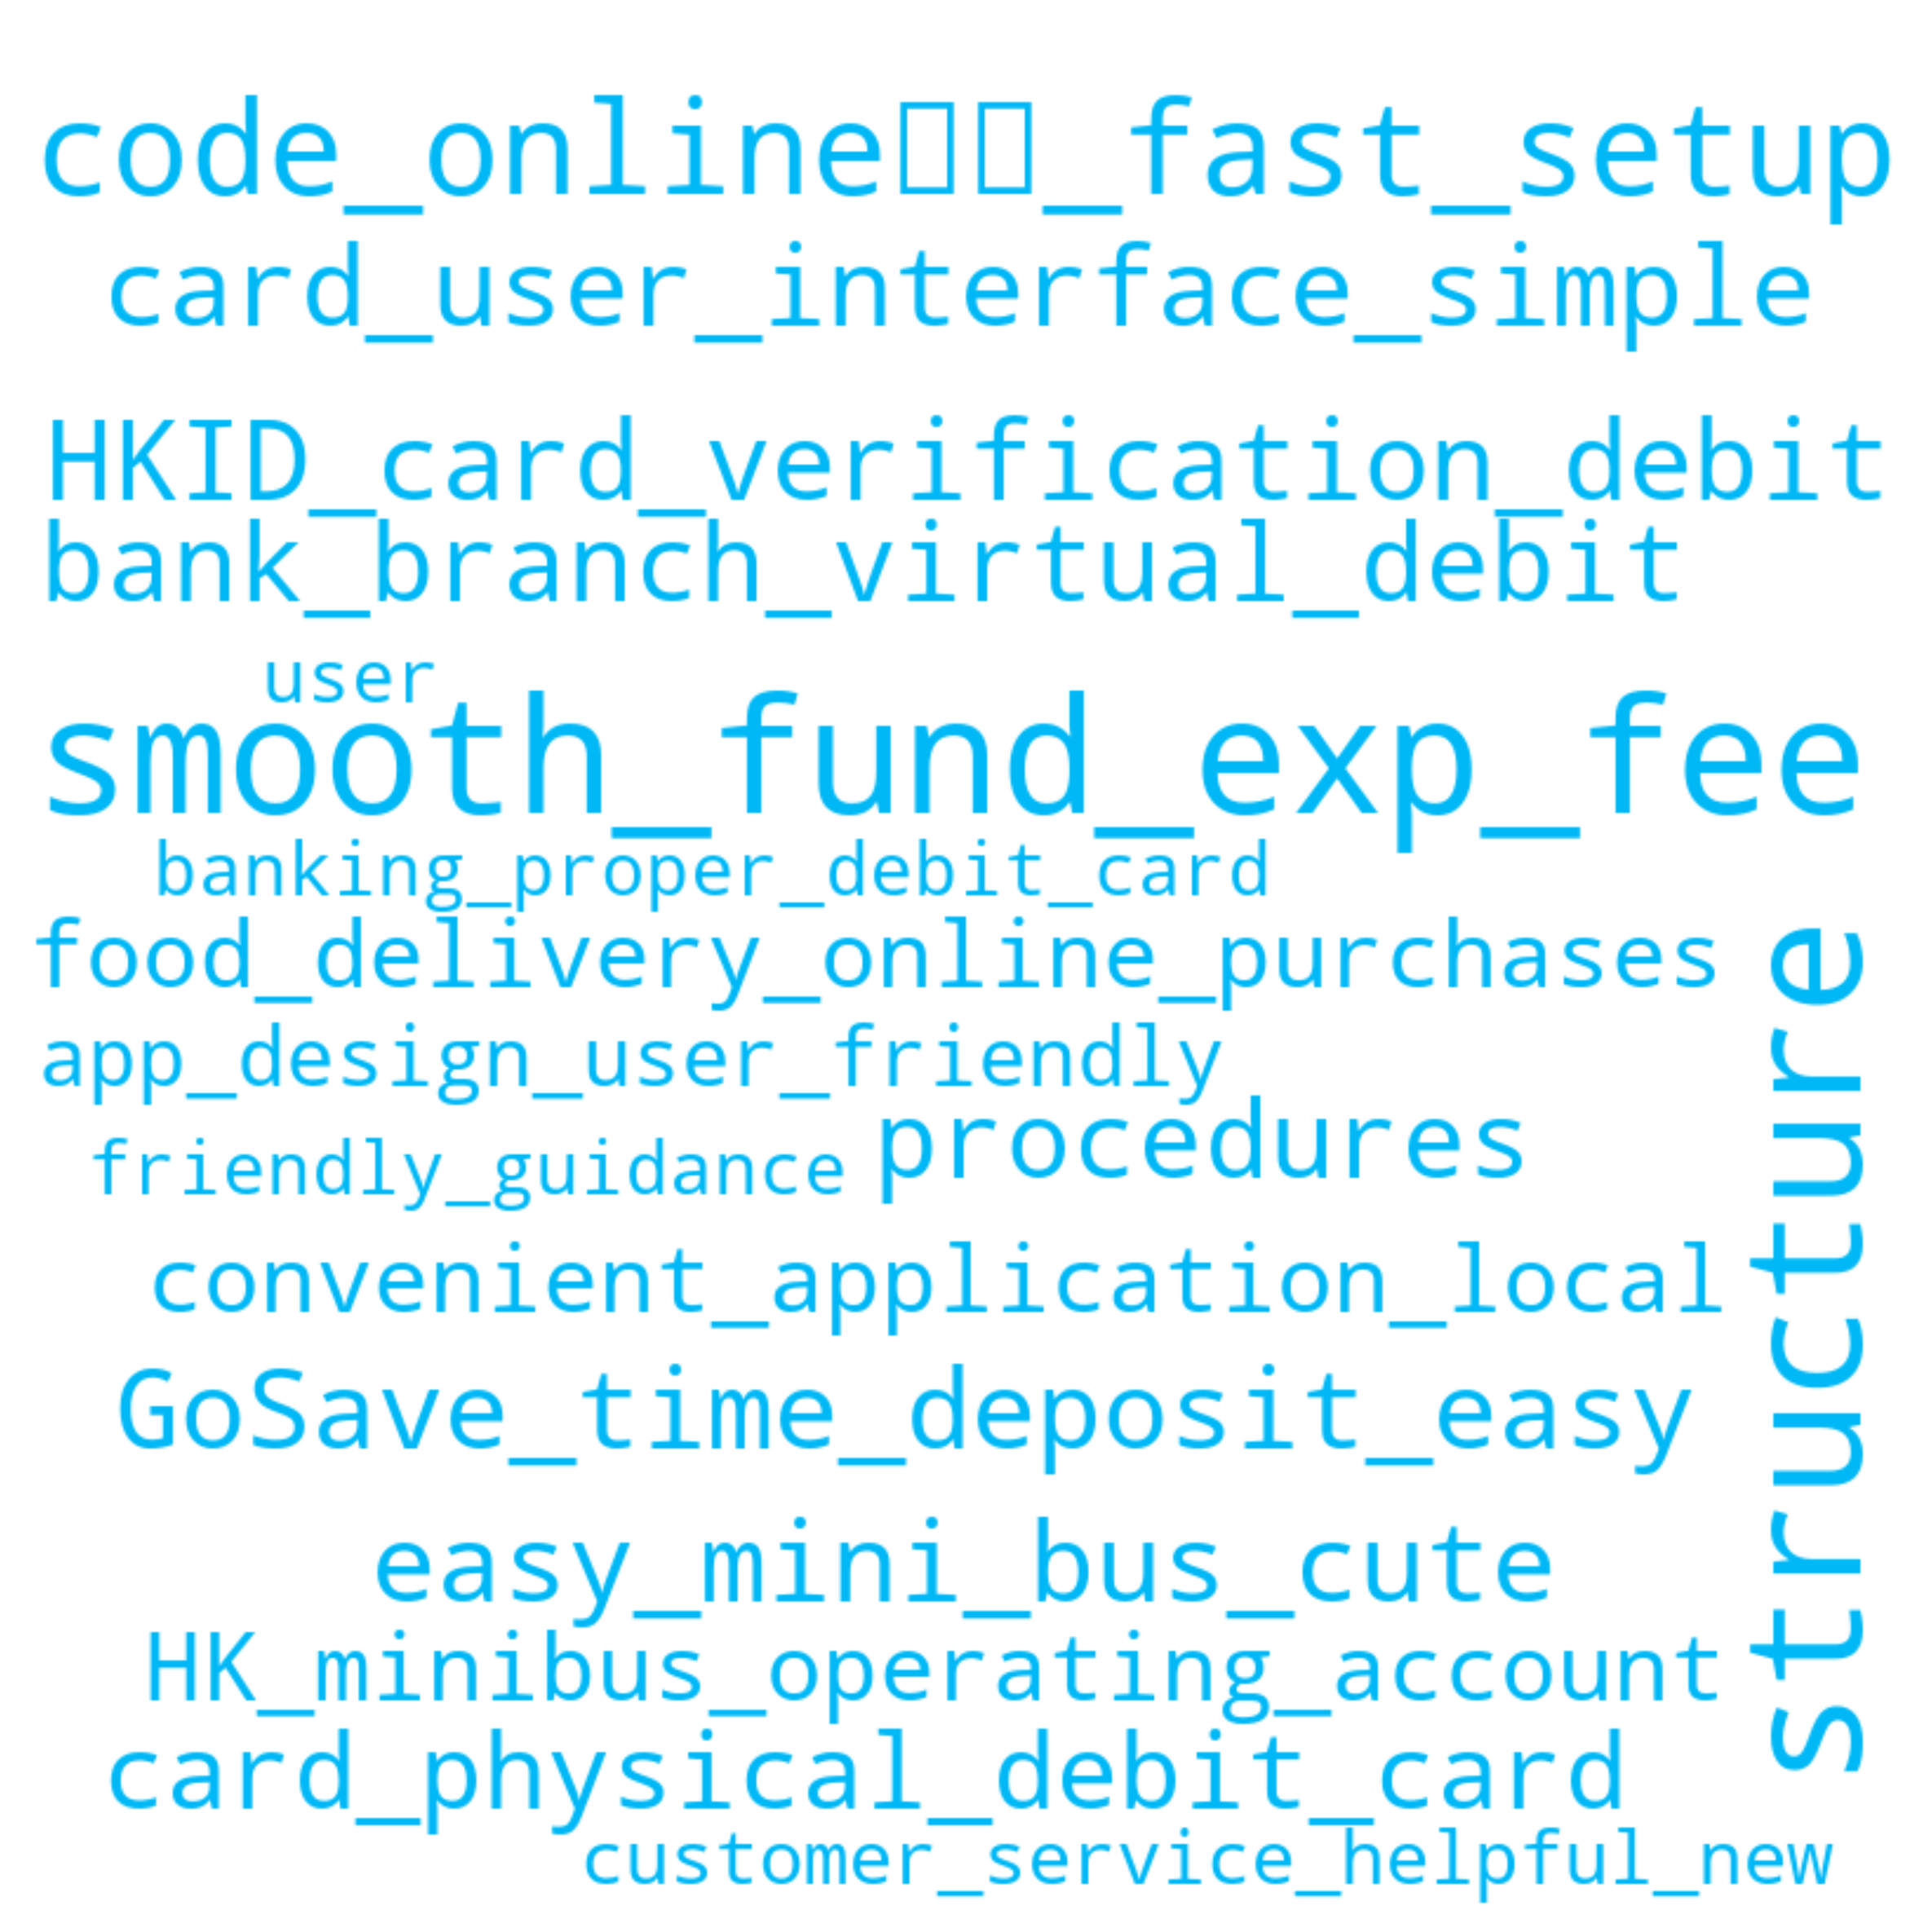 code_online▯▯_fast_setup
card_user_interface_simple
HKID_card_verification_debit
bank_branch_virtual_debit
user
smooth_fund_exp_fee
banking_proper_debit_card
food_delivery_online_purchases
app_design_user_friendly
friendly_guidance
procedures
convenient_application_local
GoSave_time_deposit_easy
easy_mini_bus_cute
HK_minibus_operating_account
card_physical_debit_card
customer_service_helpful_new
structure